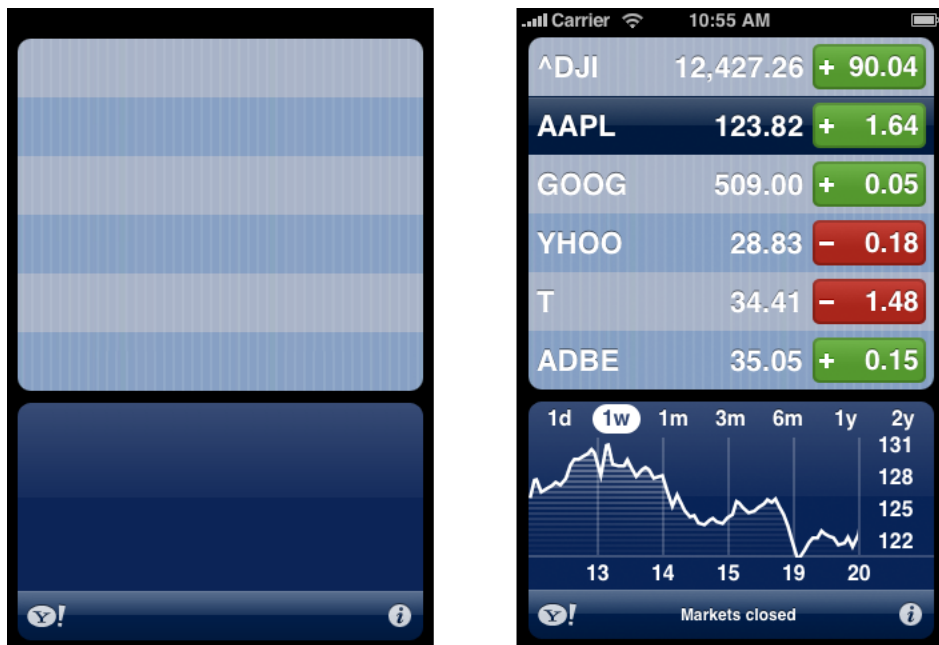 Y!
Carrier 10:55 AM
^DJI 12,427.26 + 90.04
AAPL 123.82 + 1.64
GOOG 509.00 + 0.05
YHOO 28.83 − 0.18
T 34.41 − 1.48
ADBE 35.05 + 0.15
1d 1w 1m 3m 6m 1y 2y
131
128
125
122
13 14 15 19 20
Y! Markets closed i